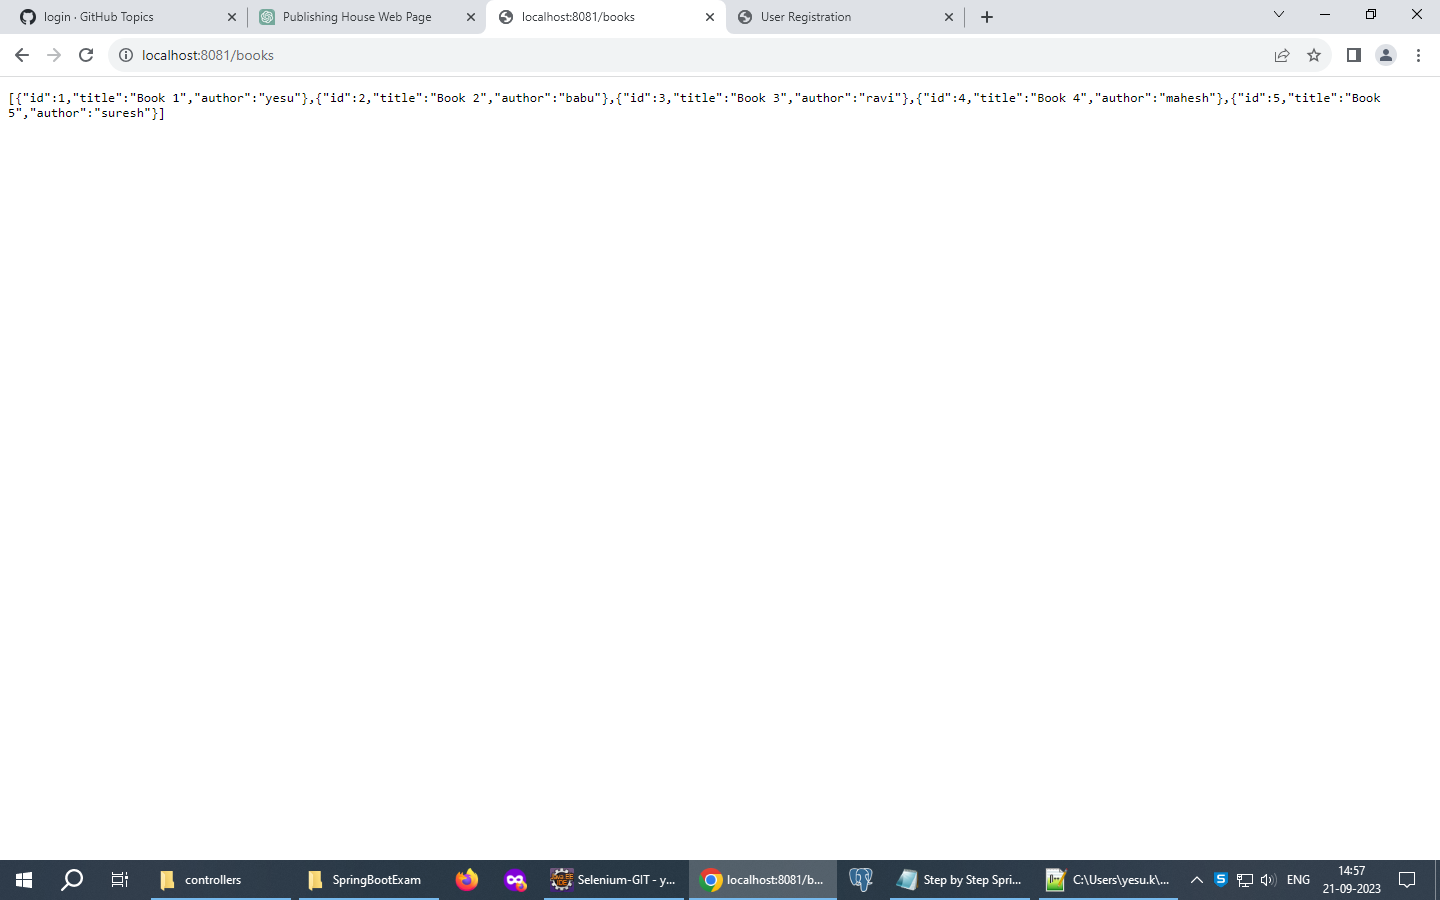 login · GitHub Topics
Publishing House Web Page
localhost:8081/books
User Registration
localhost:8081/books
[{"id":1,"title":"Book 1","author":"yesu"},{"id":2,"title":"Book 2","author":"babu"},{"id":3,"title":"Book 3","author":"ravi"},{"id":4,"title":"Book 4","author":"mahesh"},{"id":5,"title":"Book
5","author":"suresh"}]
controllers
SpringBootExam
Selenium-GIT - y...
localhost:8081/b...
Step by Step Spri...
C:\Users\yesu.k\...
ENG
14:57
21-09-2023